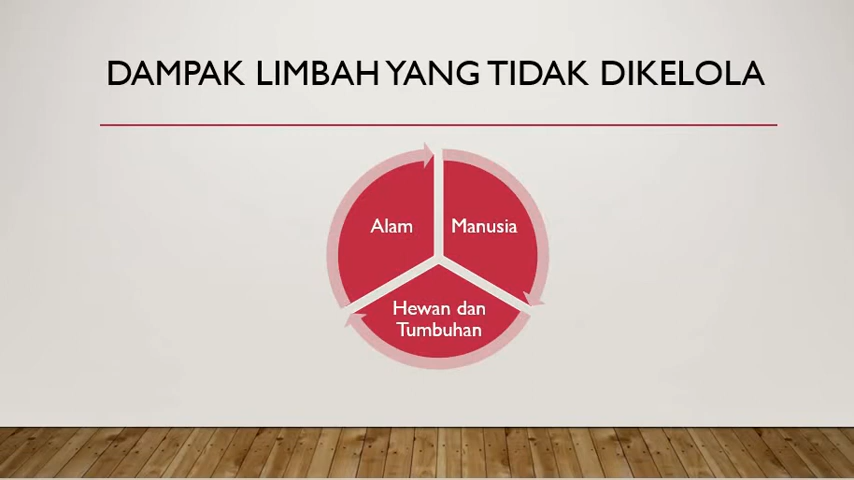 DAMPAK LIMBAH YANG TIDAK DIKELOLA
Alam
Manusia
Hewan dan
Tumbuhan